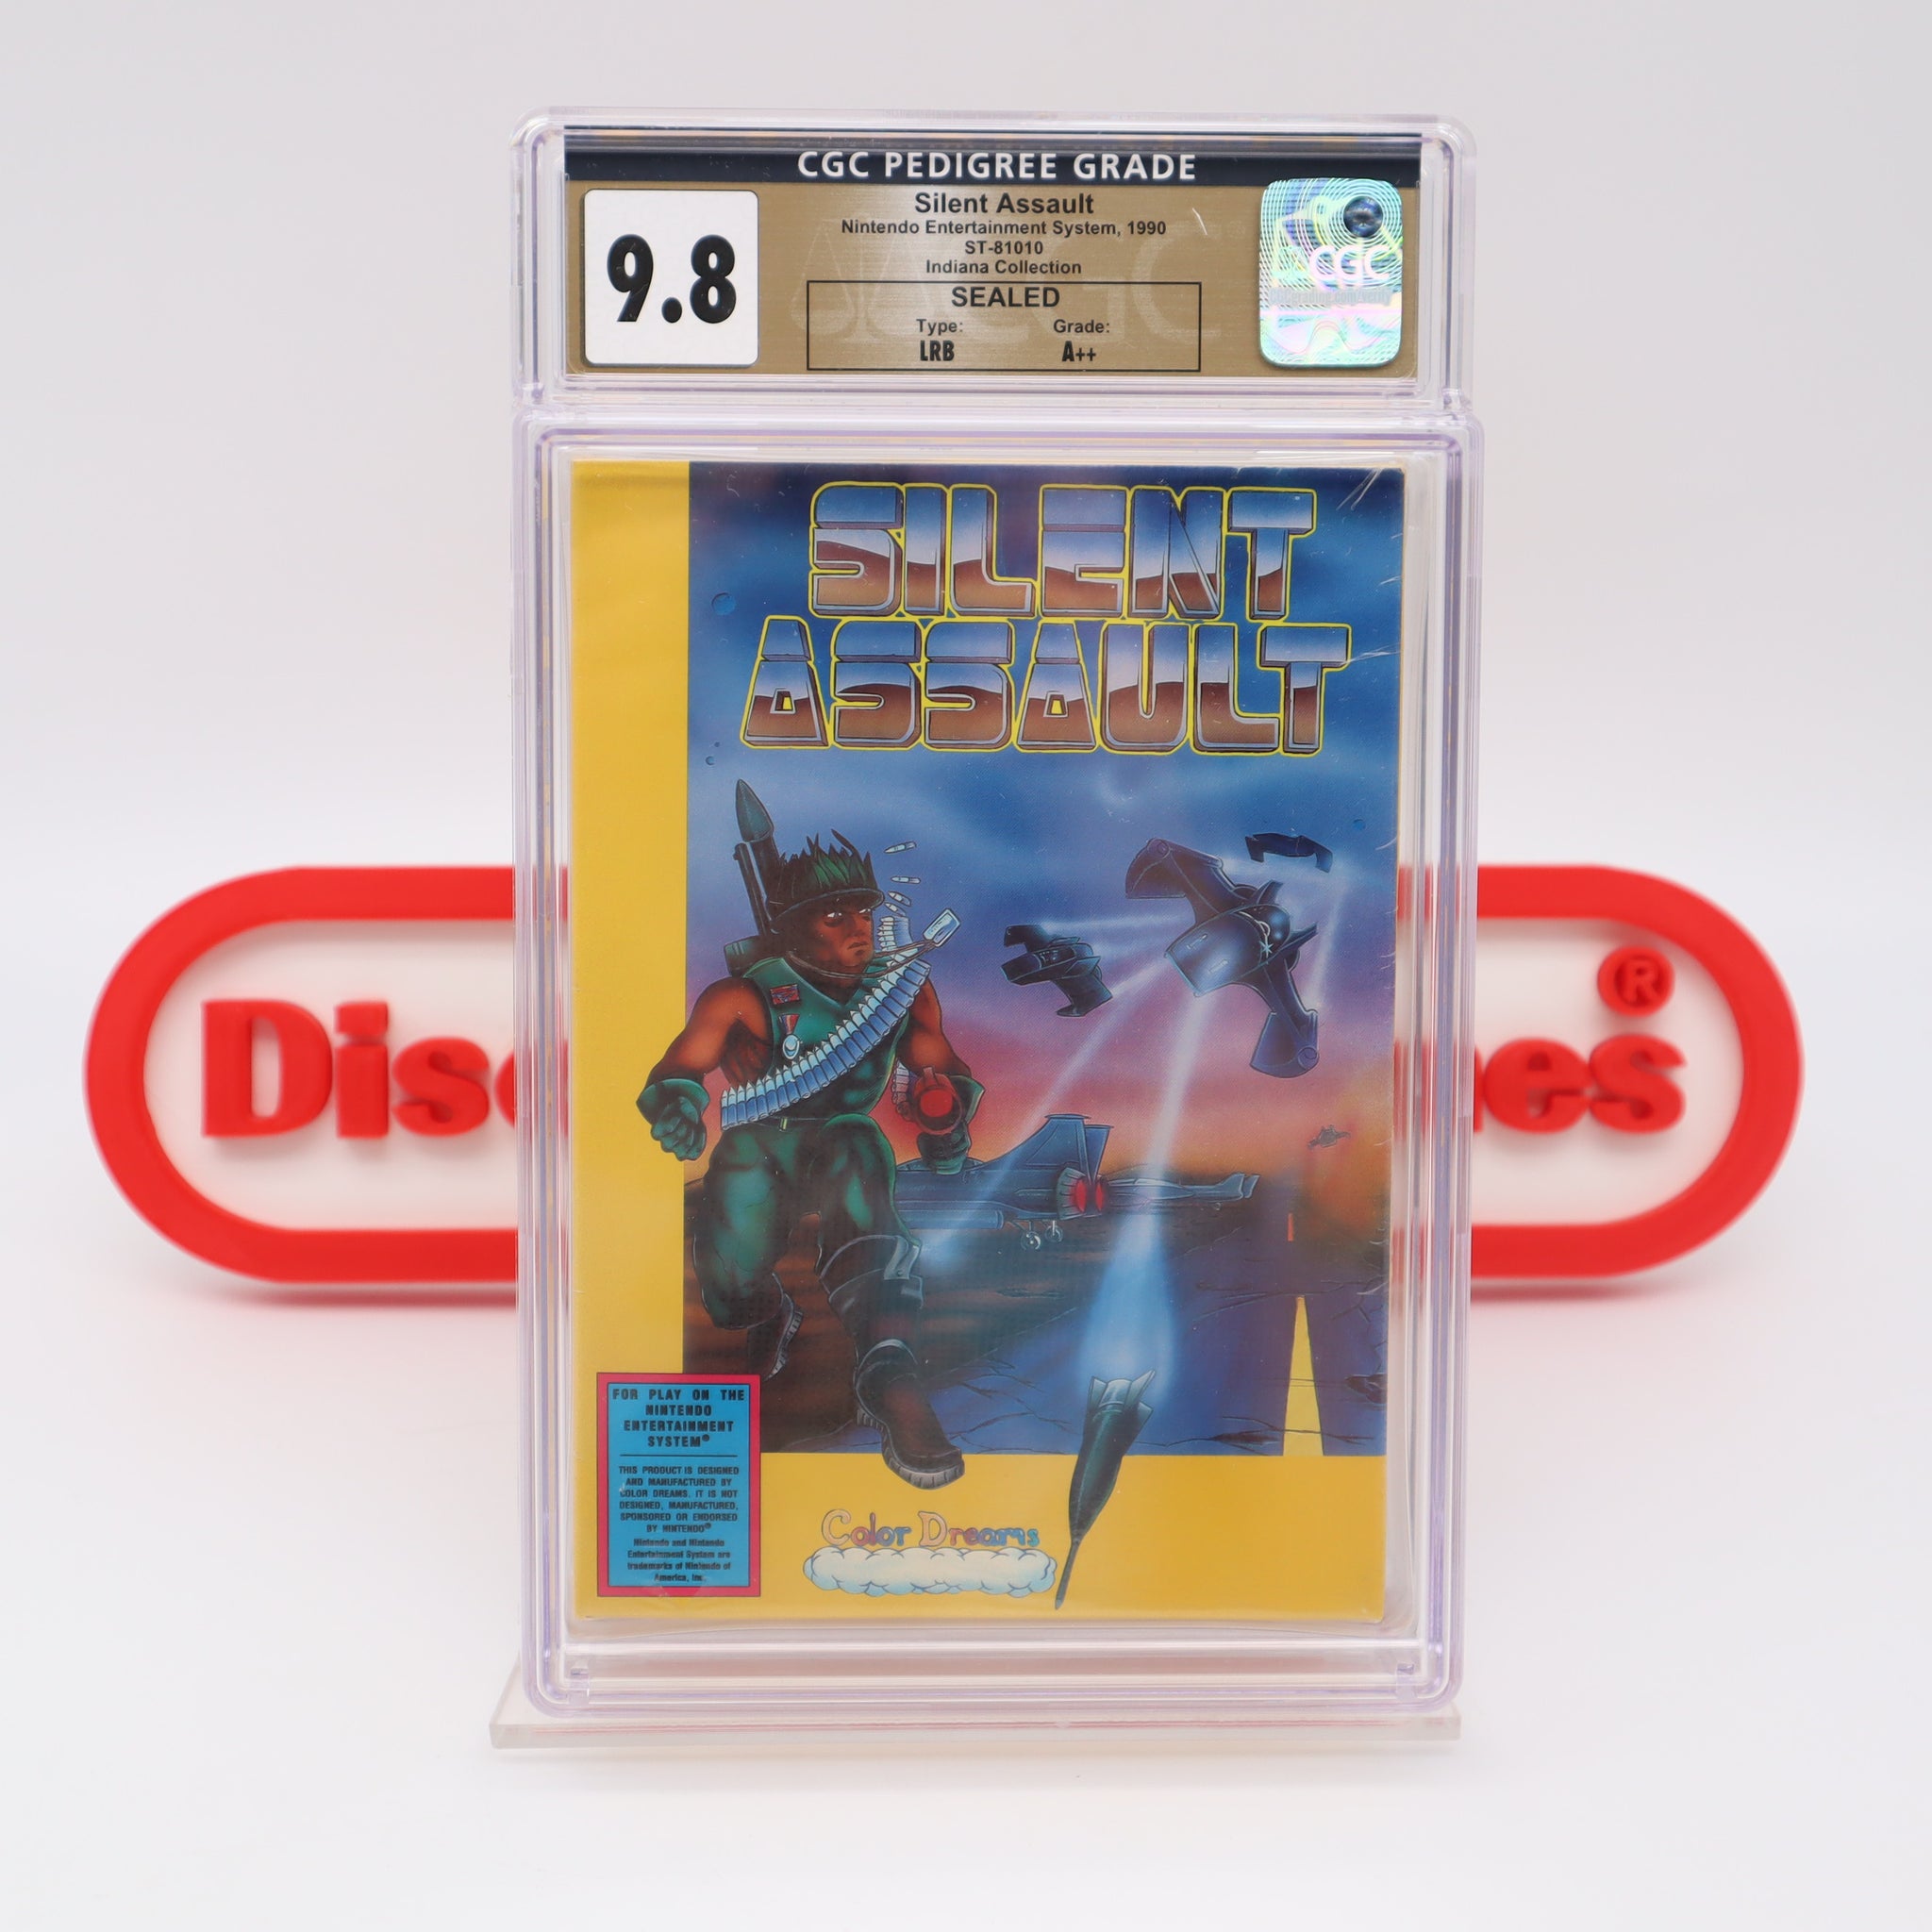 CGC PEDIGREE GRADE
9.8
Silent Assault
Nintendo Entertainment System, 1990
ST-81010
Indiana Collection
SEALED
Type: Grade:
LRB A++
CGC
SILENT
ASSAULT
Disc
®
nes
FOR PLAY ON THE
NINTENDO
ENTERTAINMENT
SYSTEM®
THIS PRODUCT IS DESIGNED
AND MANUFACTURED BY
COLOR DREAMS. IT IS NOT
DESIGNED, MANUFACTURED,
SPONSORED OR ENDORSED
BY NINTENDO®
Nintendo and Nintendo
Entertainment System are
trademarks of Nintendo of
America, Inc.
Color Dreams